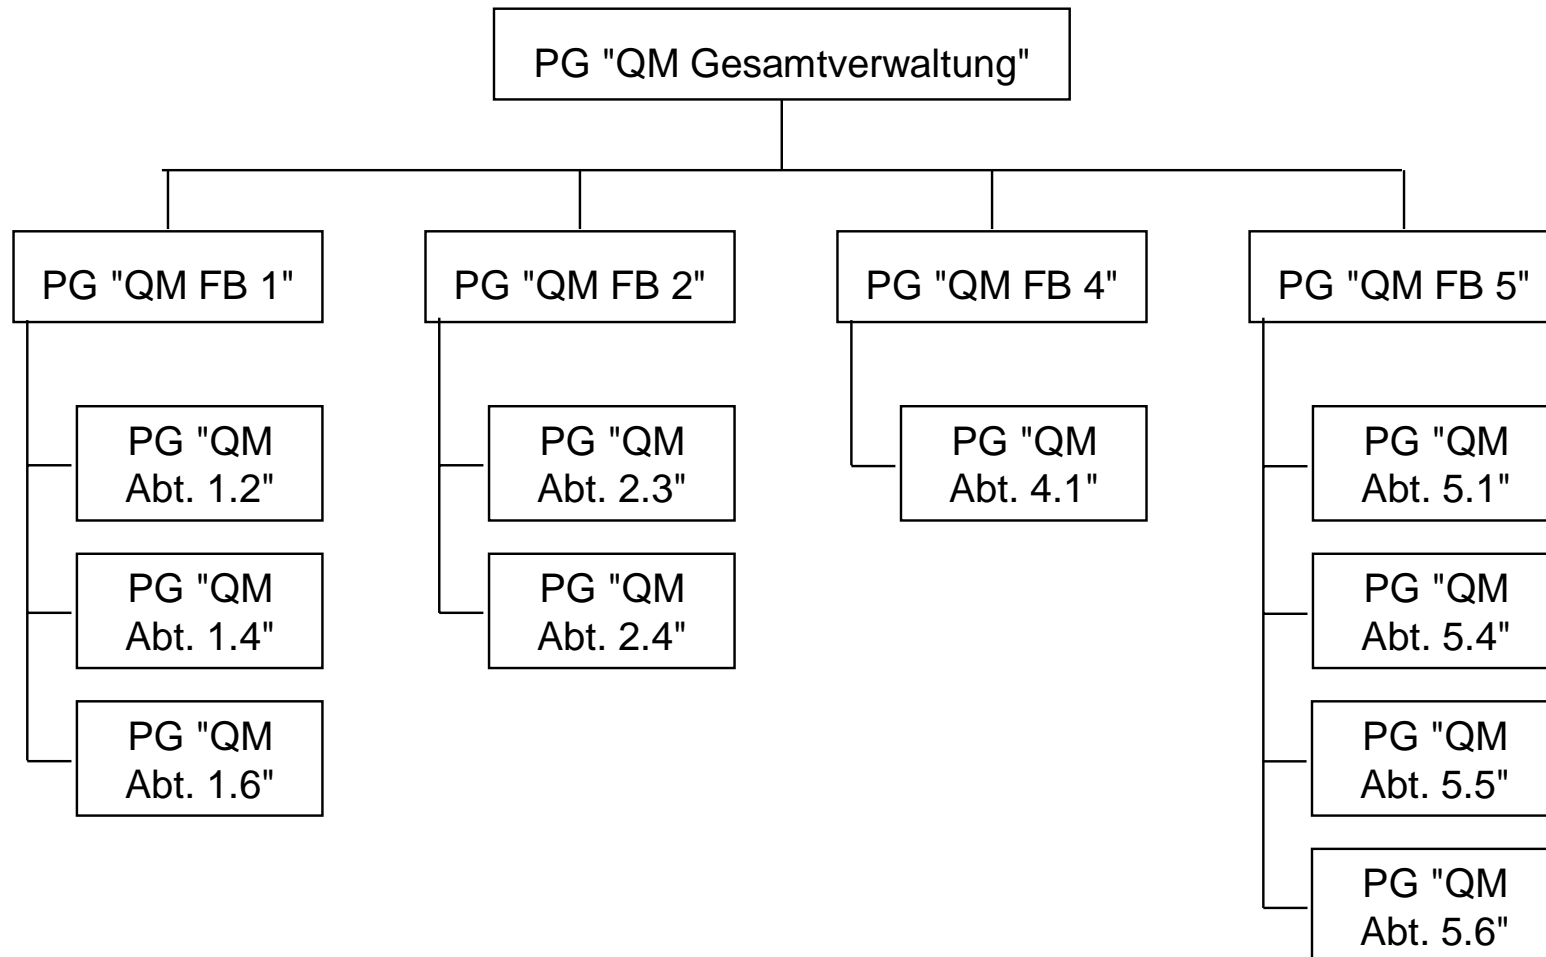 PG "QM Gesamtverwaltung"
PG "QM FB 1"
PG "QM FB 2"
PG "QM FB 4"
PG "QM FB 5"
PG "QM
Abt. 1.2"
PG "QM
Abt. 1.4"
PG "QM
Abt. 1.6"
PG "QM
Abt. 2.3"
PG "QM
Abt. 2.4"
PG "QM
Abt. 4.1"
PG "QM
Abt. 5.1"
PG "QM
Abt. 5.4"
PG "QM
Abt. 5.5"
PG "QM
Abt. 5.6"